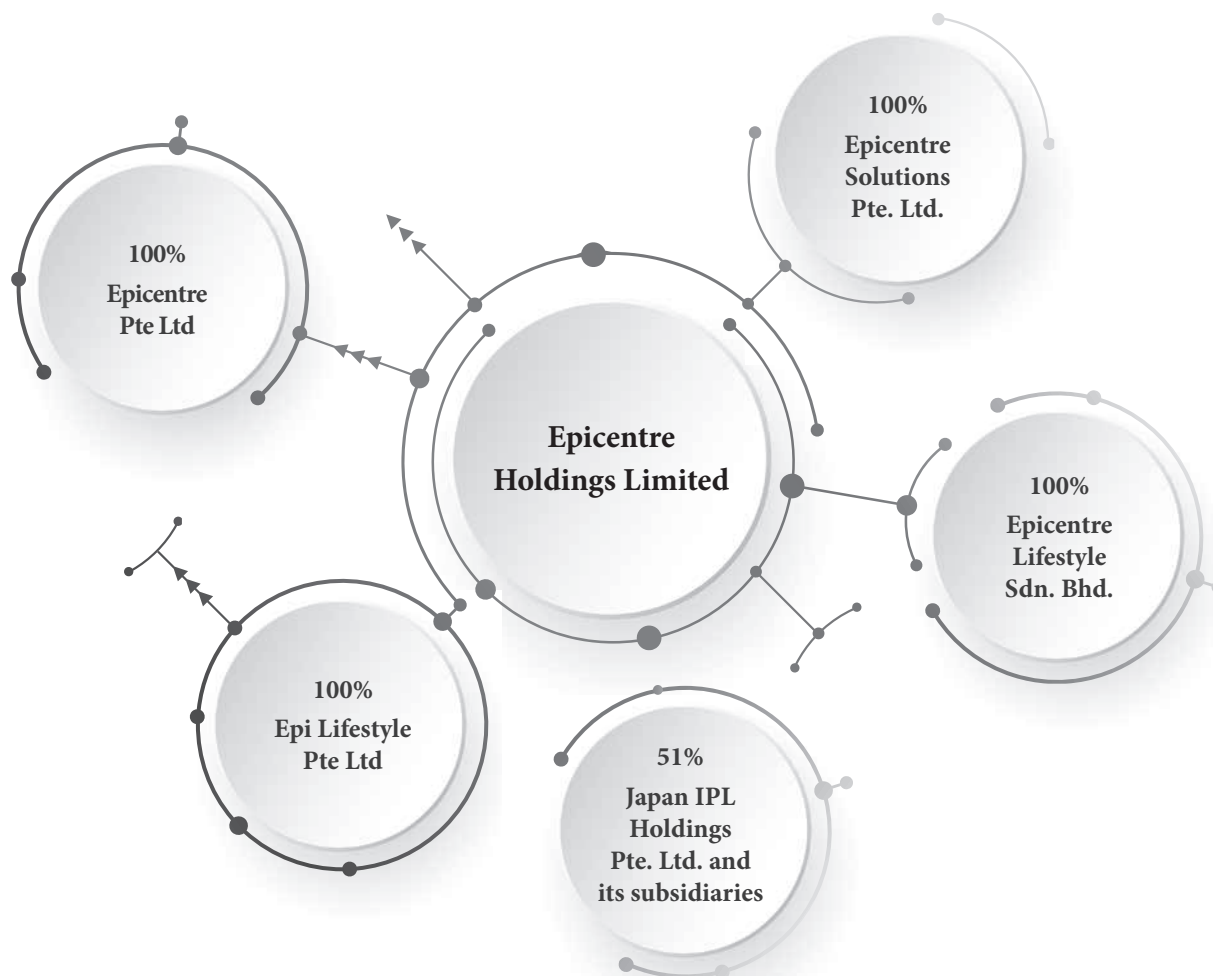 100%
Epicentre
Solutions
Pte. Ltd.
100%
Epicentre
Pte Ltd
Epicentre
Holdings Limited
100%
Epicentre
Lifestyle
Sdn. Bhd.
100%
Epi Lifestyle
Pte Ltd
51%
Japan IPL
Holdings
Pte. Ltd. and
its subsidiaries